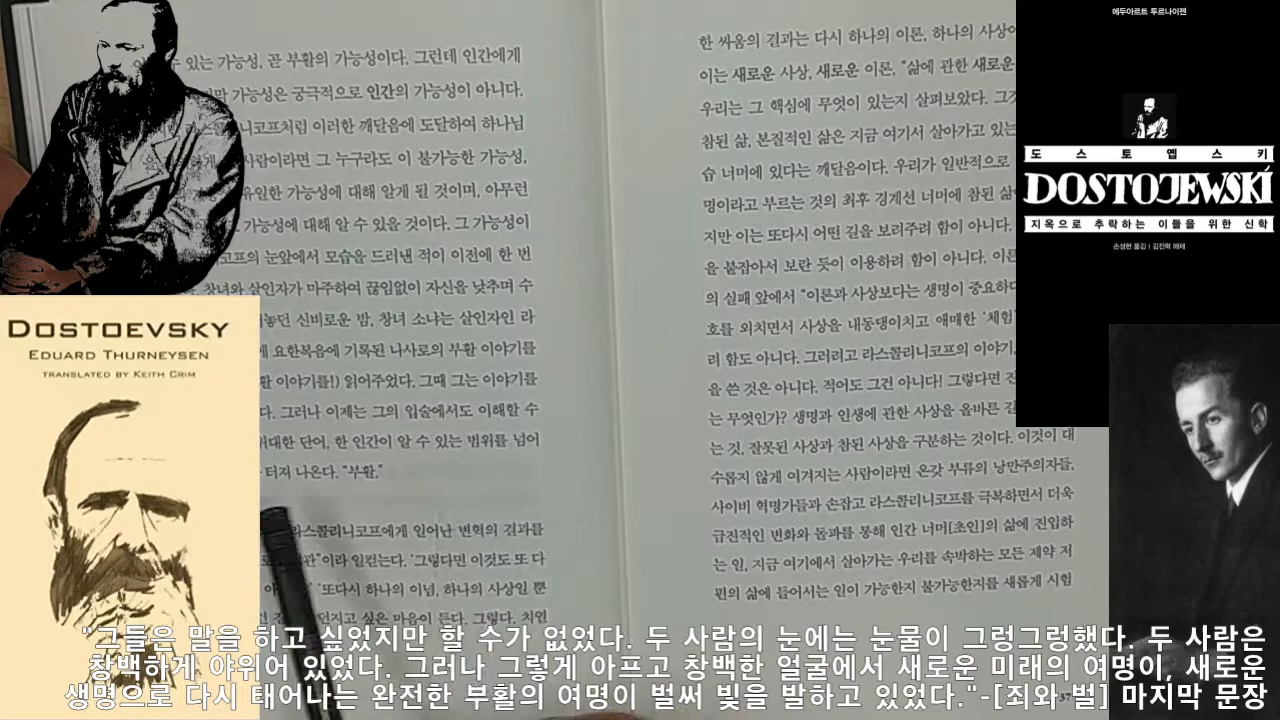 있는 가능성, 곧 부활의 가능성이다. 그런데 인간에게
가능성은 궁극적으로 인간의 가능성이 아니다.
라스콜리니코프처럼 이러한 깨달음에 도달하여 하나님
사람이라면 그 누구라도 이 불가능한 가능성,
유일한 가능성에 대해 알게 될 것이며, 아무런
가능성에 대해 알 수 있을 것이다. 그 가능성이
눈앞에서 모습을 드러낸 적이 이전에 한 번
창녀와 살인자가 마주하여 끊임없이 자신을 낮추며 수
신비로운 밤, 창녀 소냐는 살인자인 라
요한복음에 기록된 나사로의 부활 이야기를
이야기를!) 읽어주었다. 그때 그는 이야기를
그러나 이제는 그의 입술에서도 이해할 수
단어, 한 인간이 알 수 있는 범위를 넘어
터져 나온다. "부활."
라스콜리니코프에게 일어난 변혁의 결과를
이라 일컫는다. '그렇다면 이것도 또 다
'또다시 하나의 이념, 하나의 사상일 뿐
싶은 마음이 든다. 그렇다. 치열
한 싸움의 결과는 다시 하나의 이론, 하나의 사상이
이는 새로운 사상, 새로운 이론, "삶에 관한 새로운
우리는 그 핵심에 무엇이 있는지 살펴보았다. 그것
참된 삶, 본질적인 삶은 지금 여기서 살아가고 있는
습 너머에 있다는 깨달음이다. 우리가 일반적으로
명이라고 부르는 것의 최후 경계선 너머에 참된 삶
지만 이는 또다시 어떤 길을 보려주려 함이 아니다.
을 붙잡아서 보란 듯이 이용하려 함이 아니다. 이론
의 실패 앞에서 "이론과 사상보다는 생명이 중요하다
호를 외치면서 사상을 내동댕이치고 애매한 '체험'
려 함도 아니다. 그러려고 라스콜리니코프의 이야기,
을 쓴 것은 아니다. 적어도 그건 아니다! 그렇다면 진
는 무엇인가? 생명과 인생에 관한 사상을 올바른 길
는 것, 잘못된 사상과 참된 사상을 구분하는 것이다. 이것이 대
수롭지 않게 여겨지는 사람이라면 온갖 부류의 낭만주의자들,
사이비 혁명가들과 손잡고 라스콜리니코프를 극복하면서 더욱
급진적인 변화와 돌파를 통해 인간 너머[초인]의 삶에 진입하
는 일, 지금 여기에서 살아가는 우리를 속박하는 모든 제약 저
편의 삶에 들어서는 일이 가능한지 불가능한지를 새롭게 시험
에두아르트 투르나이젠
도스토옙스키
DOSTOJEWSKI
지옥으로 추락하는 이들을 위한 신학
손성현 옮김 | 김진혁 해제
DOSTOEVSKY
EDUARD THURNEYSEN
TRANSLATED BY KEITH CRIM
"그들은 말을 하고 싶었지만 할 수가 없었다. 두 사람의 눈에는 눈물이 그렁그렁했다. 두 사람은
창백하게 야위어 있었다. 그러나 그렇게 아프고 창백한 얼굴에서 새로운 미래의 여명이, 새로운
생명으로 다시 태어나는 완전한 부활의 여명이 벌써 빛을 발하고 있었다."-[죄와 벌] 마지막 문장